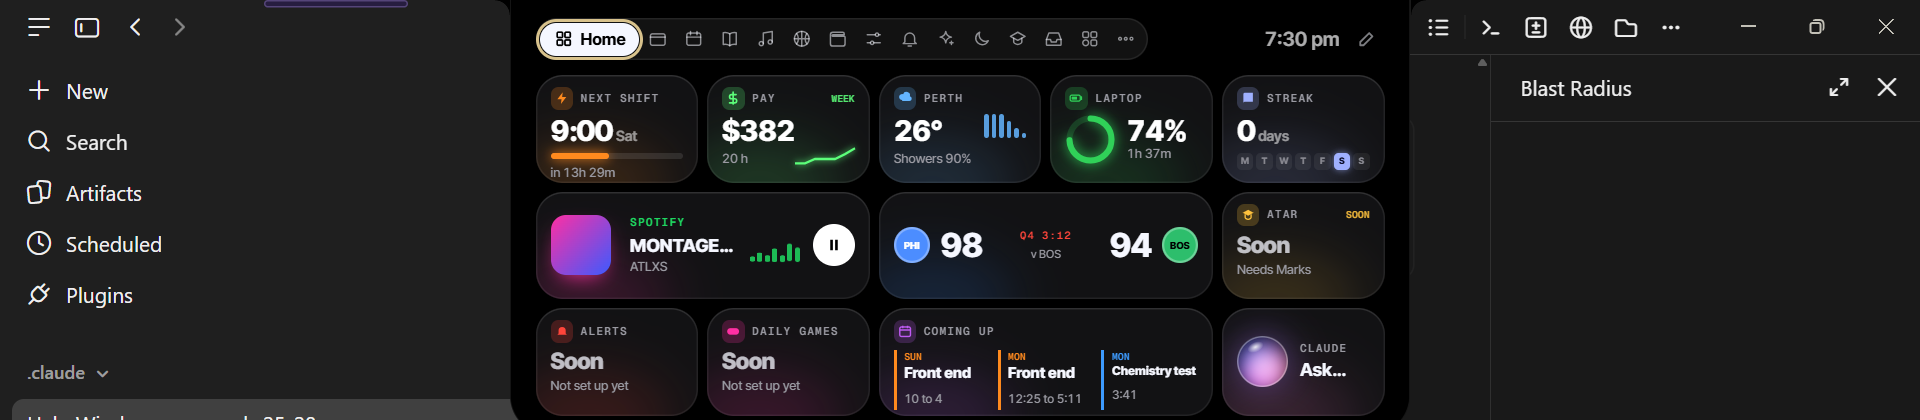 Home
7:30 pm
New
Search
Artifacts
Scheduled
Plugins
.claude
Blast Radius
NEXT SHIFT
9:00 Sat
in 13h 29m
PAY
WEEK
$382
20 h
PERTH
26°
Showers 90%
LAPTOP
74%
1h 37m
STREAK
0 days
M T W T F S S
SPOTIFY
MONTAGE...
ATLXS
PHI
98
Q4 3:12
v BOS
94
BOS
ATAR
SOON
Soon
Needs Marks
ALERTS
Soon
Not set up yet
DAILY GAMES
Soon
Not set up yet
COMING UP
SUN
Front end
10 to 4
MON
Front end
12:25 to 5:11
MON
Chemistry test
3:41
CLAUDE
Ask...